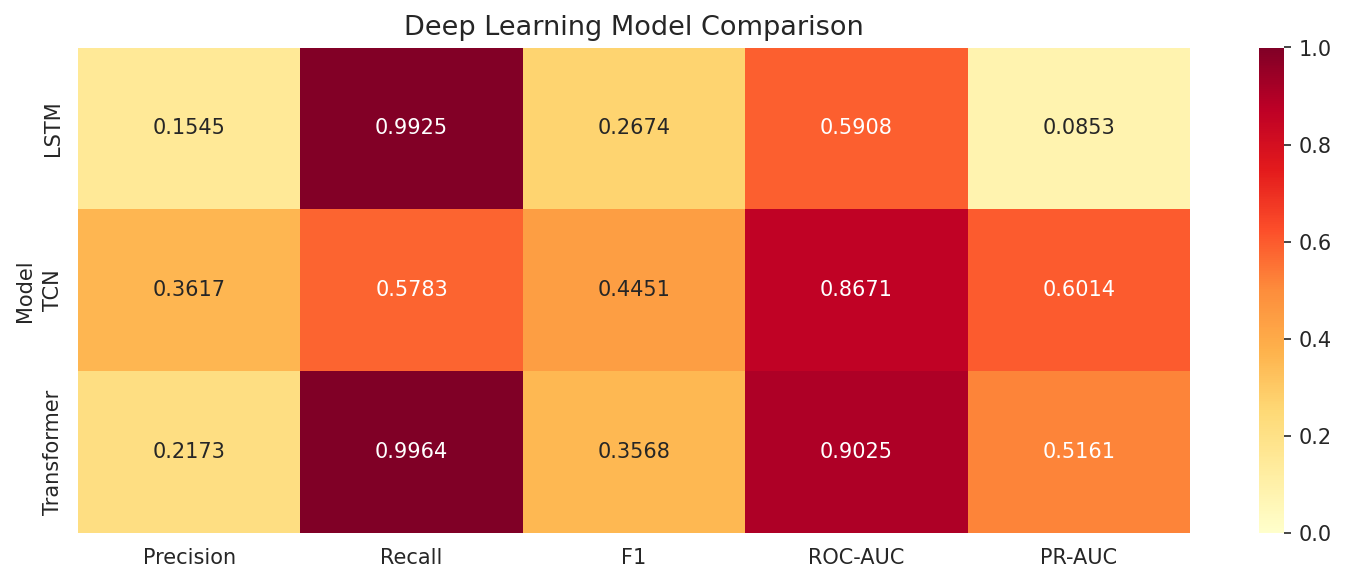 Deep Learning Model Comparison
Model
LSTM
0.1545 0.9925 0.2674 0.5908 0.0853
TCN
0.3617 0.5783 0.4451 0.8671 0.6014
Transformer
0.2173 0.9964 0.3568 0.9025 0.5161
Precision Recall F1 ROC-AUC PR-AUC
1.0
0.8
0.6
0.4
0.2
0.0